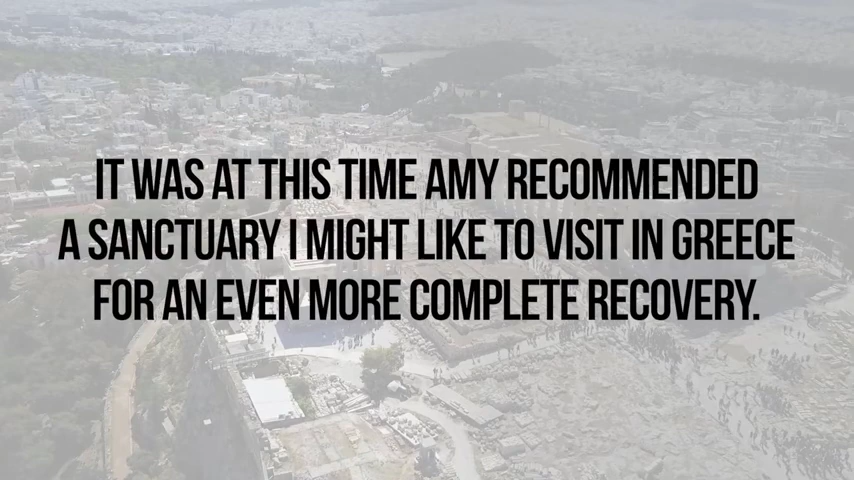 IT WAS AT THIS TIME AMY RECOMMENDED
A SANCTUARY I MIGHT LIKE TO VISIT IN GREECE
FOR AN EVEN MORE COMPLETE RECOVERY.